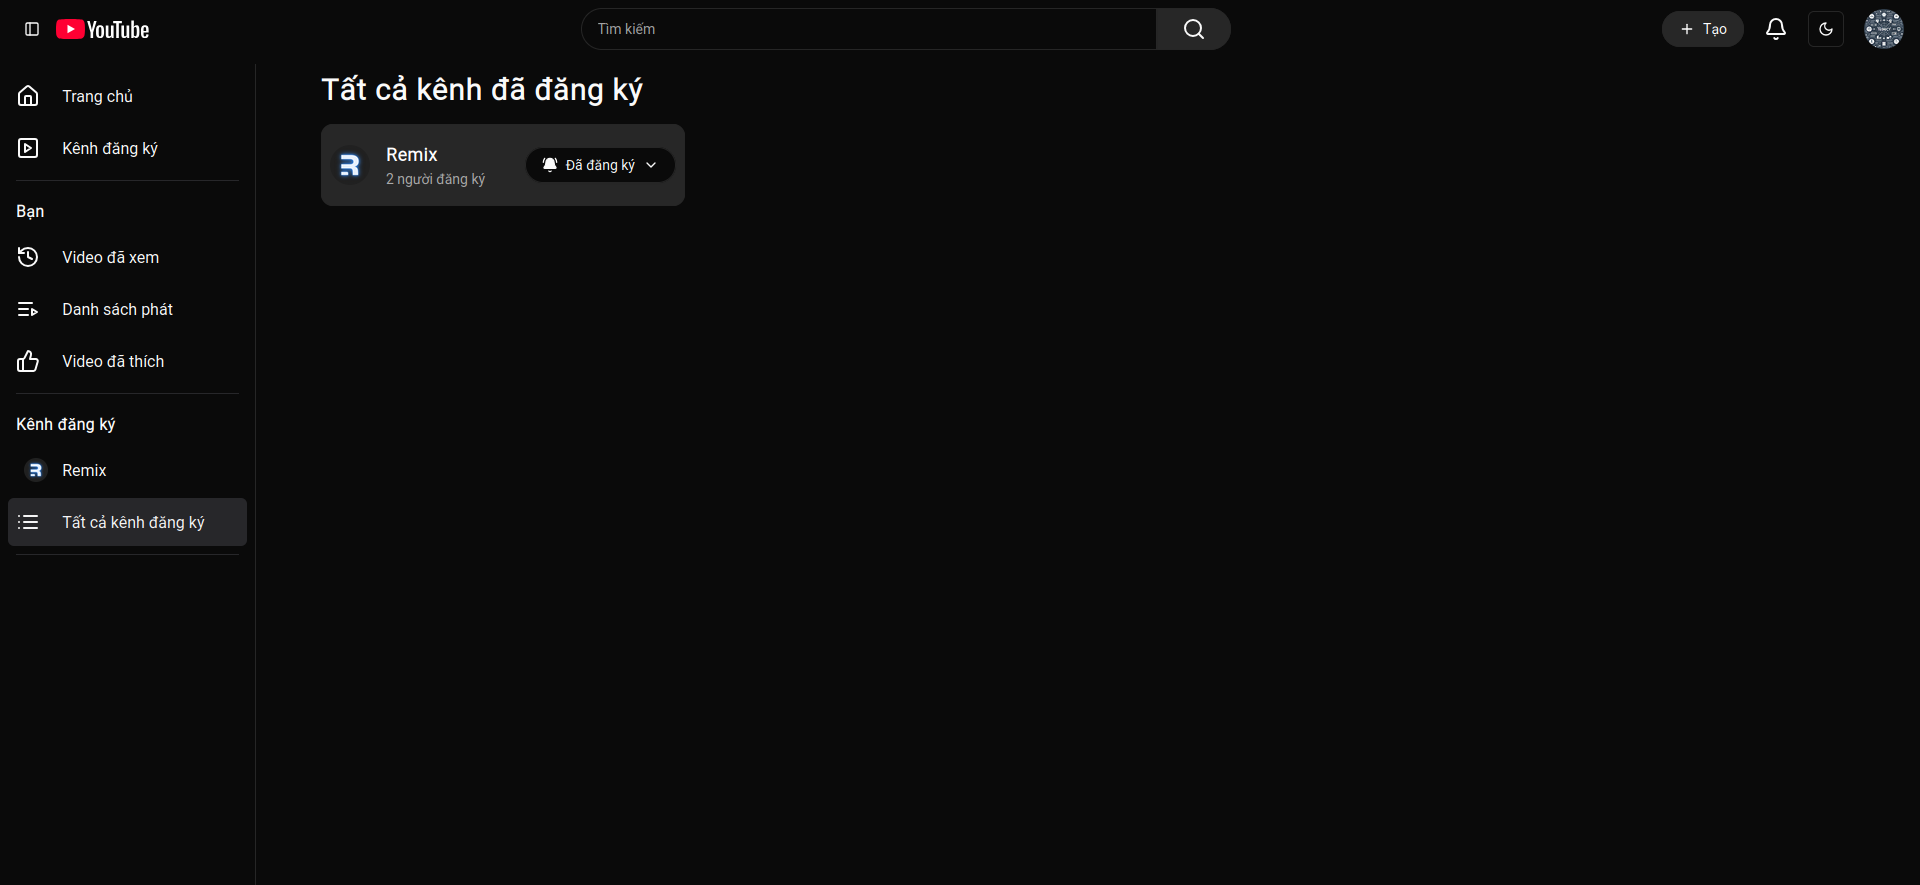 YouTube
Tìm kiếm
Tạo
Trang chủ
Kênh đăng ký
Bạn
Video đã xem
Danh sách phát
Video đã thích
Kênh đăng ký
Remix
Tất cả kênh đăng ký
Tất cả kênh đã đăng ký
Remix
2 người đăng ký
Đã đăng ký